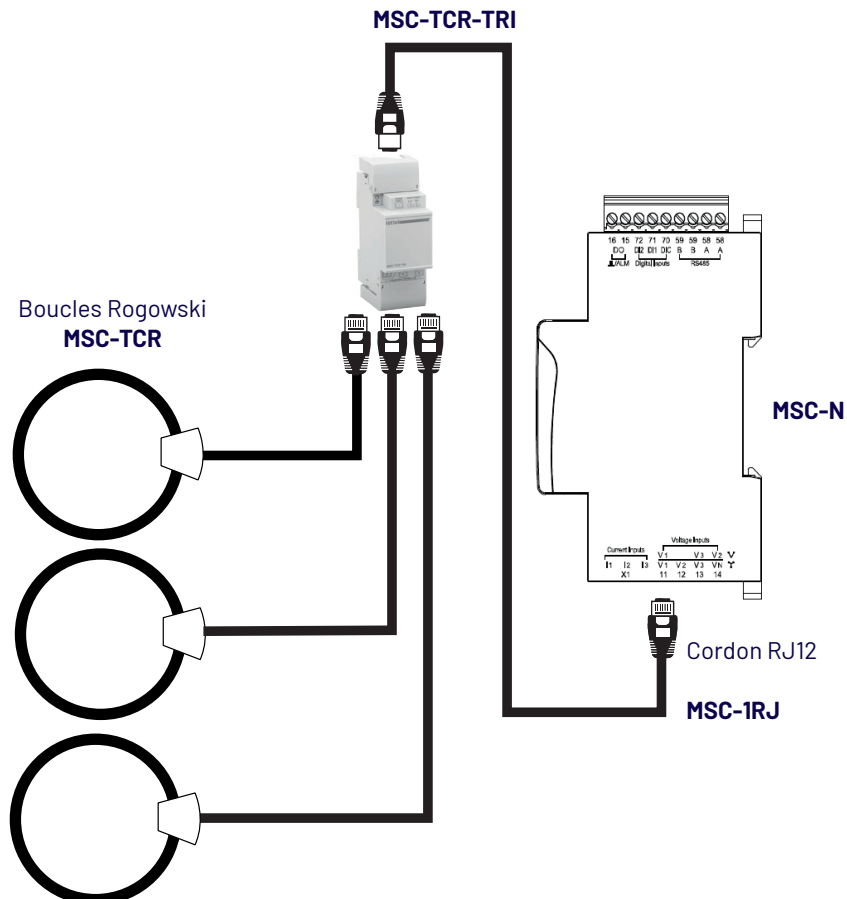 MSC-TCR-TRI
Boucles Rogowski
MSC-TCR
16 15 72 71 70 59 59 58 58
DO DI2 DI1 DIC B B A A
/ALM Digital Inputs RS485
MSC-N
Voltage Inputs
Current Inputs V1 V3 V2
I1 I2 I3 V1 V2 V3 VN
X1 11 12 13 14
Cordon RJ12
MSC-1RJ